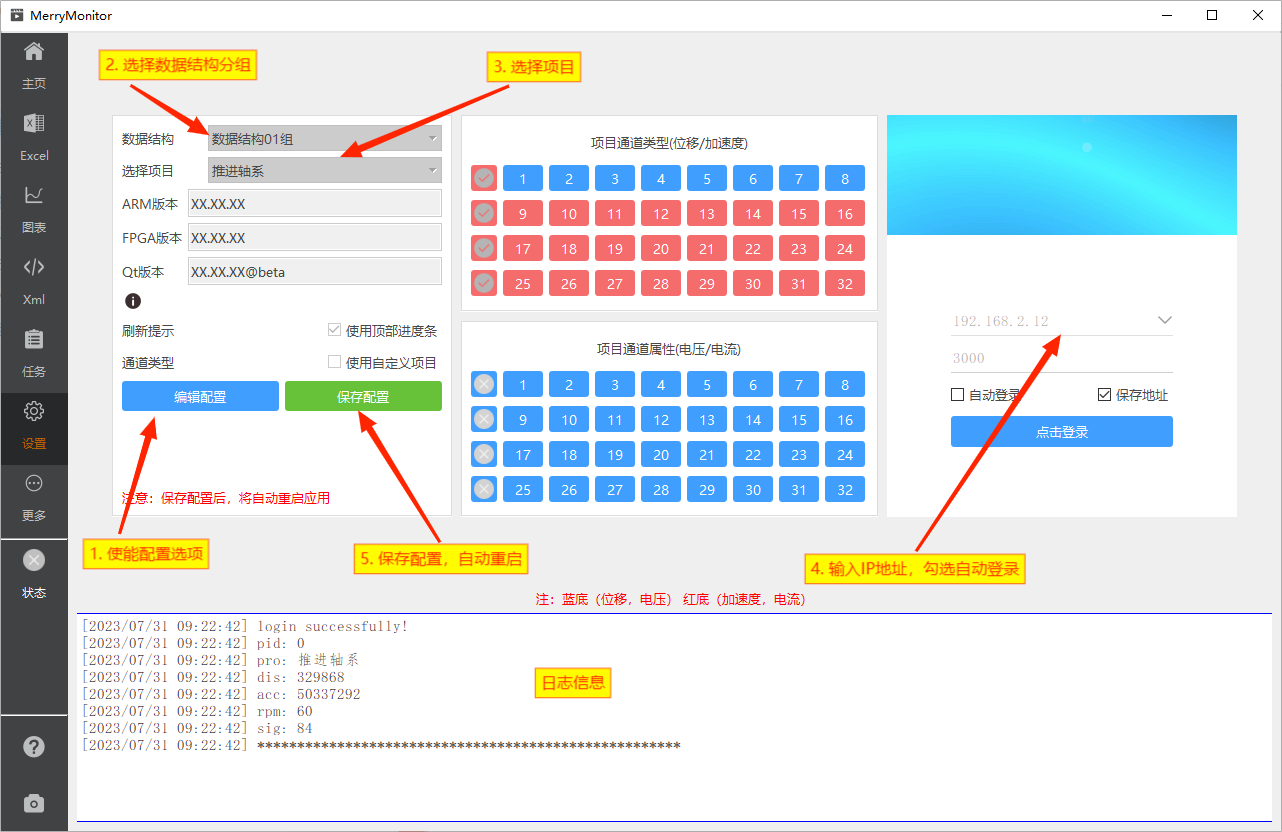 MerryMonitor
主页
Excel
图表
Xml
任务
设置
更多
状态
2. 选择数据结构分组
3. 选择项目
数据结构 数据结构01组
选择项目 推进轴系
ARM版本 XX.XX.XX
FPGA版本 XX.XX.XX
Qt版本 XX.XX.XX@beta
刷新提示 使用顶部进度条
通道类型 使用自定义项目
编辑配置 保存配置
注意：保存配置后，将自动重启应用
1. 使能配置选项
5. 保存配置，自动重启
项目通道类型(位移/加速度)
1 2 3 4 5 6 7 8
9 10 11 12 13 14 15 16
17 18 19 20 21 22 23 24
25 26 27 28 29 30 31 32
项目通道属性(电压/电流)
1 2 3 4 5 6 7 8
9 10 11 12 13 14 15 16
17 18 19 20 21 22 23 24
25 26 27 28 29 30 31 32
192.168.2.12
3000
自动登录 保存地址
点击登录
4. 输入IP地址，勾选自动登录
注：蓝底（位移，电压） 红底（加速度，电流）
[2023/07/31 09:22:42] login successfully!
[2023/07/31 09:22:42] pid: 0
[2023/07/31 09:22:42] pro: 推进轴系
[2023/07/31 09:22:42] dis: 329868
[2023/07/31 09:22:42] acc: 50337292
[2023/07/31 09:22:42] rpm: 60
[2023/07/31 09:22:42] sig: 84
[2023/07/31 09:22:42] *****************************************************
日志信息